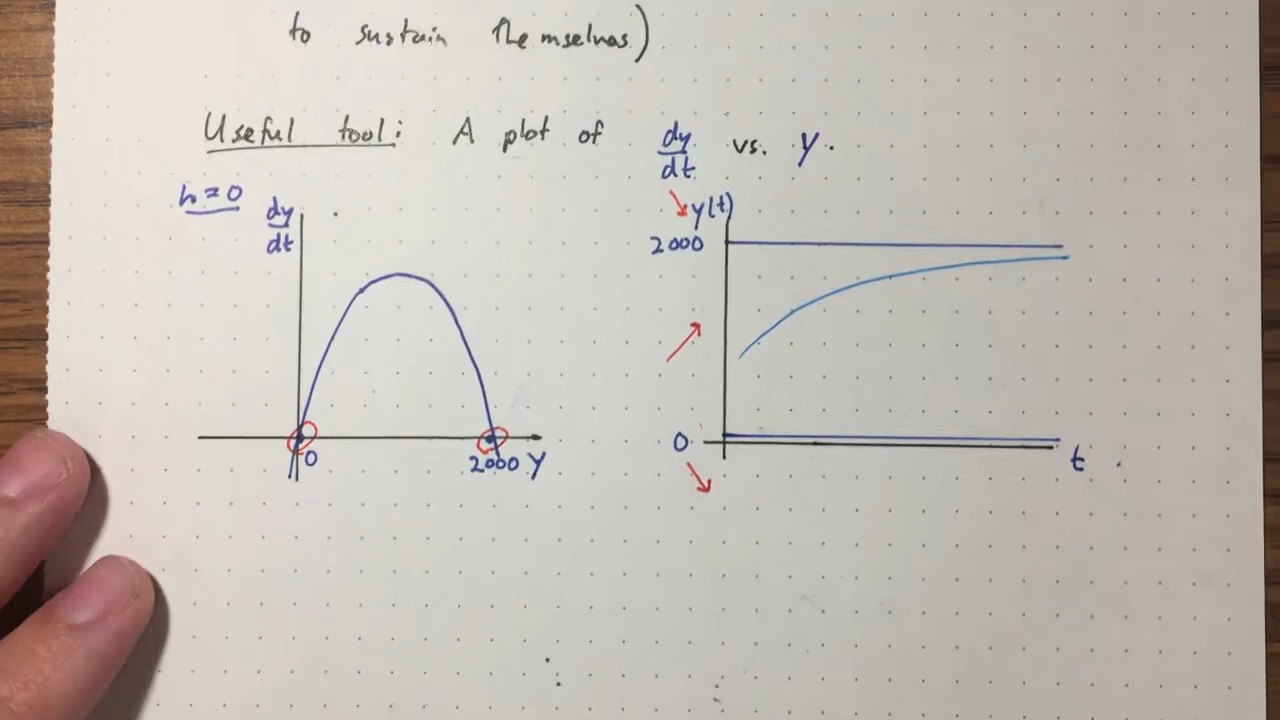 to sustain themselves)
Useful tool: A plot of dy/dt vs. y.
h=0
dy/dt
0
2000 y
y(t)
2000
0
t